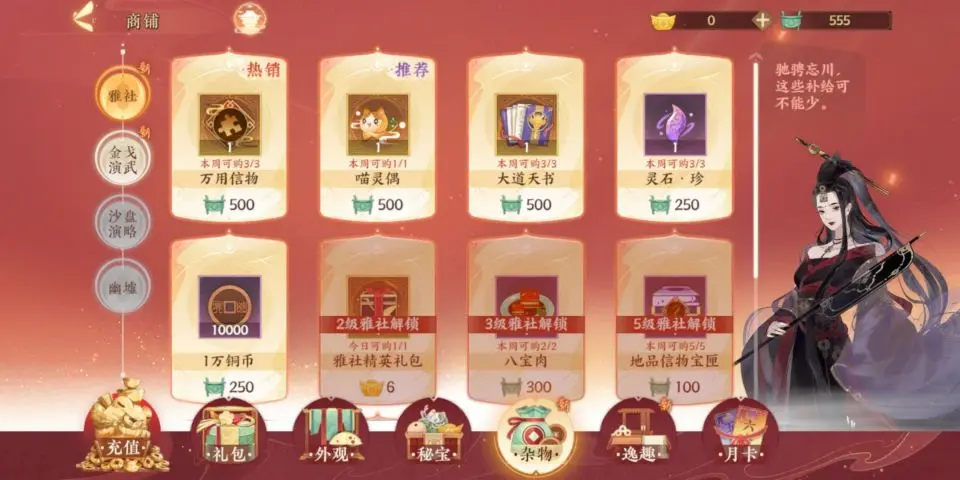 商铺
0
555
新
雅社
新
金戈
演武
沙盘
演略
幽墟
热销
1
本周可购3/3
万用信物
500
推荐
1
本周可购1/1
喵灵偶
500
1
本周可购3/3
大道天书
500
1
本周可购3/3
灵石·珍
250
驰骋忘川，
这些补给可
不能少。
10000
1万铜币
250
2级雅社解锁
今日可购1/1
雅社精英礼包
6
3级雅社解锁
本周可购2/2
八宝肉
300
5级雅社解锁
本周可购5/5
地品信物宝匣
100
充值
·礼包·
·外观·
·秘宝·
新
·杂物·
新
·逸趣·
·月卡·